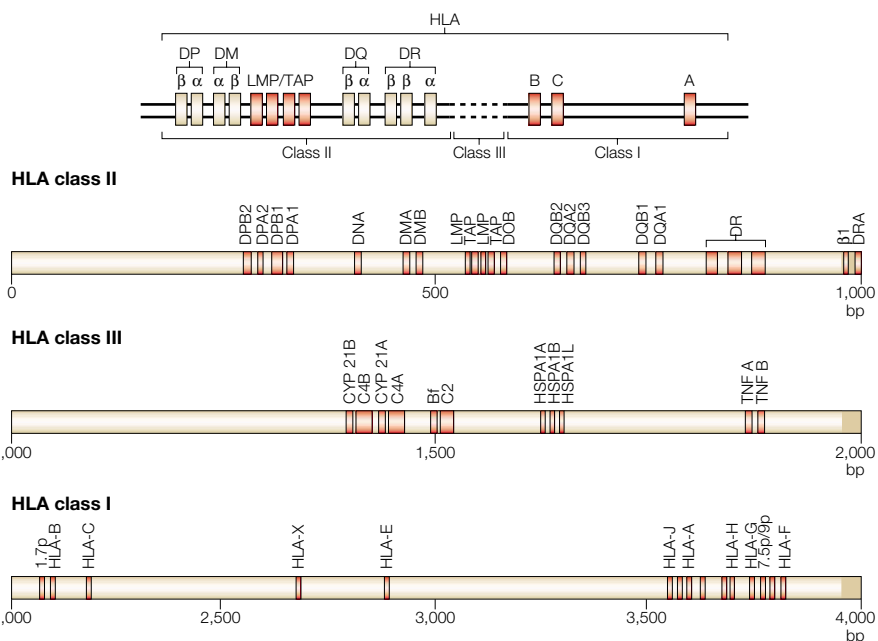 HLA
DP DM DQ DR
β α α β LMP/TAP β α β β α B C A
Class II Class III Class I
HLA class II
DPB2 DPA2 DPB1 DPA1 DNA DMA DMB LMP TAP LMP TAP DOB DQB2 DQA2 DQB3 DQB1 DQA1 DR β1 DRA
0 500 1,000
bp
HLA class III
CYP 21B C4B CYP 21A C4A Bf C2 HSPA1A HSPA1B HSPA1L TNF A TNF B
,000 1,500 2,000
bp
HLA class I
1.7p HLA-B HLA-C HLA-X HLA-E HLA-J HLA-A HLA-H HLA-G 7.5p/9p HLA-F
,000 2,500 3,000 3,500 4,000
bp